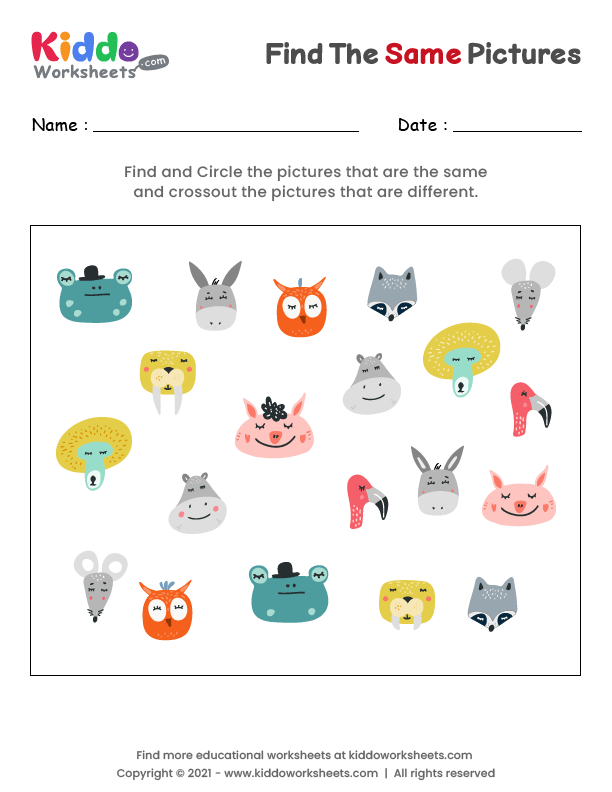 Kiddo
Worksheets.com
Find The Same Pictures
Name :
Date :
Find and Circle the pictures that are the same
and crossout the pictures that are different.
Find more educational worksheets at kiddoworksheets.com
Copyright © 2021 - www.kiddoworksheets.com | All rights reserved